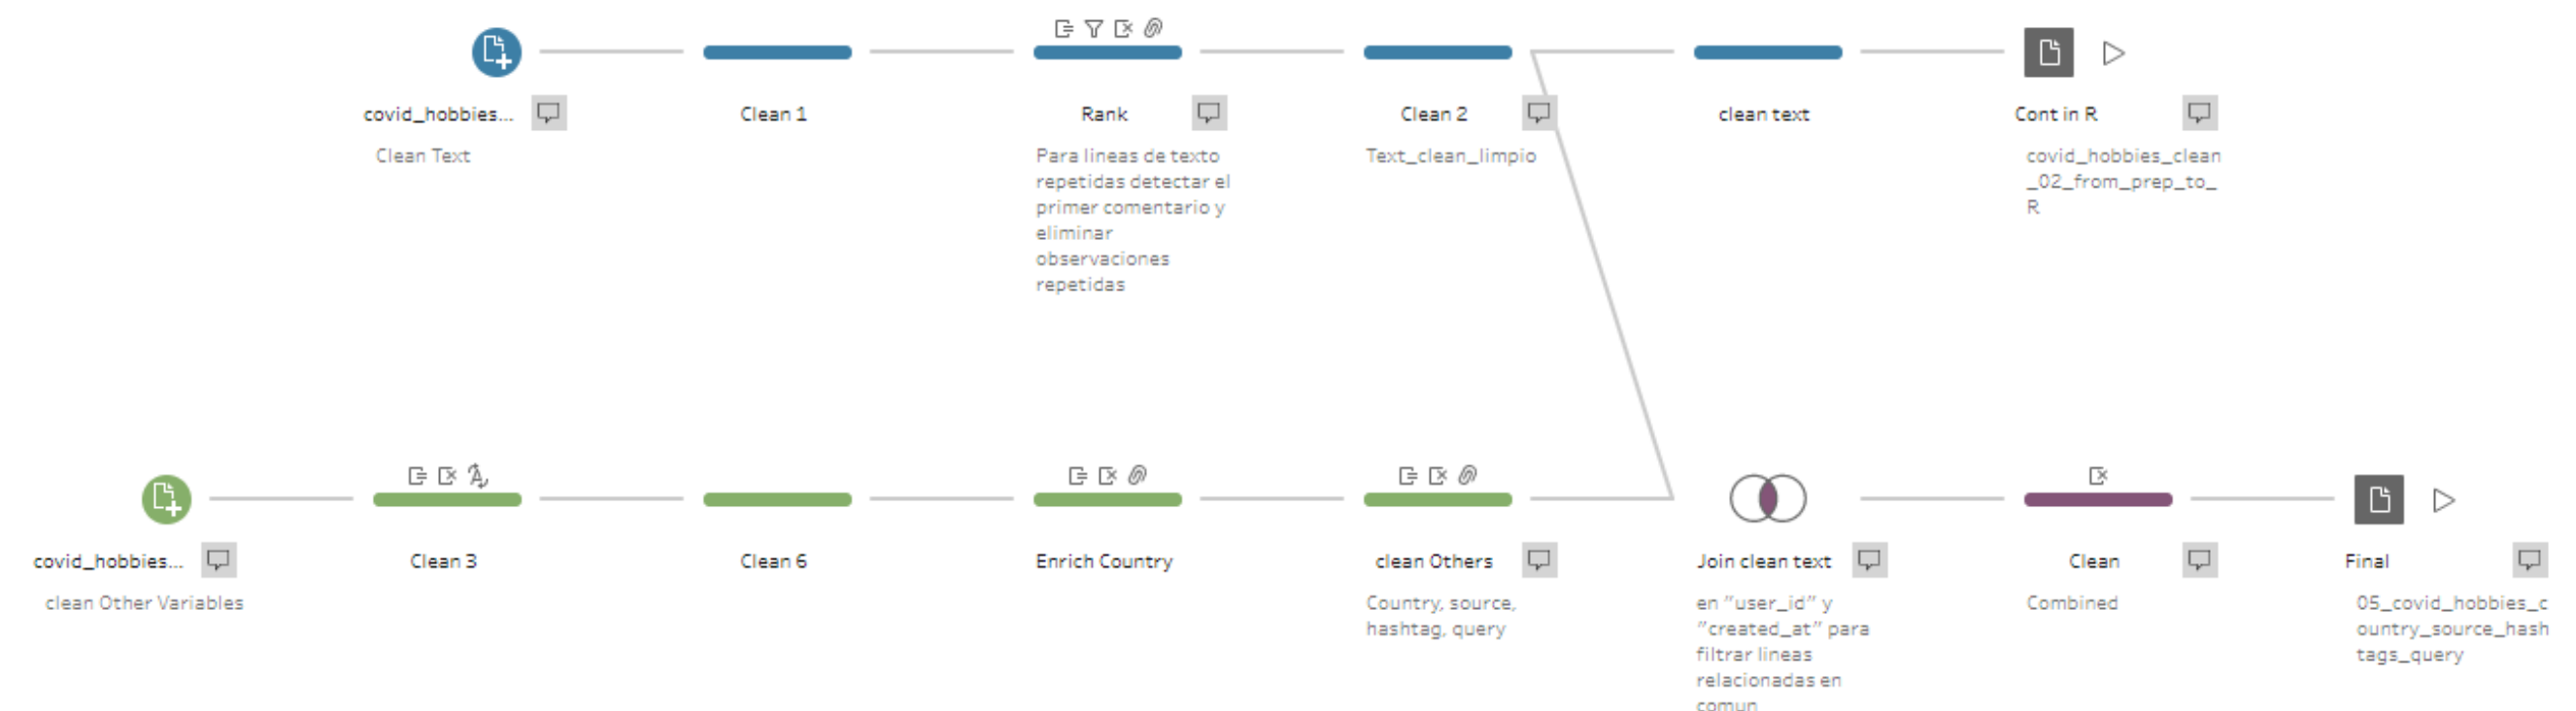 covid_hobbies...
Clean 1
Rank
Clean 2
clean text
Cont in R
Clean Text
Para lineas de texto
repetidas detectar el
primer comentario y
eliminar
observaciones
repetidas
Text_clean_limpio
covid_hobbies_clean
_02_from_prep_to_
R
covid_hobbies...
Clean 3
Clean 6
Enrich Country
clean Others
Join clean text
Clean
Final
clean Other Variables
Country, source,
hashtag, query
en "user_id" y
"created_at" para
filtrar lineas
relacionadas en
comun
Combined
05_covid_hobbies_c
ountry_source_hash
tags_query